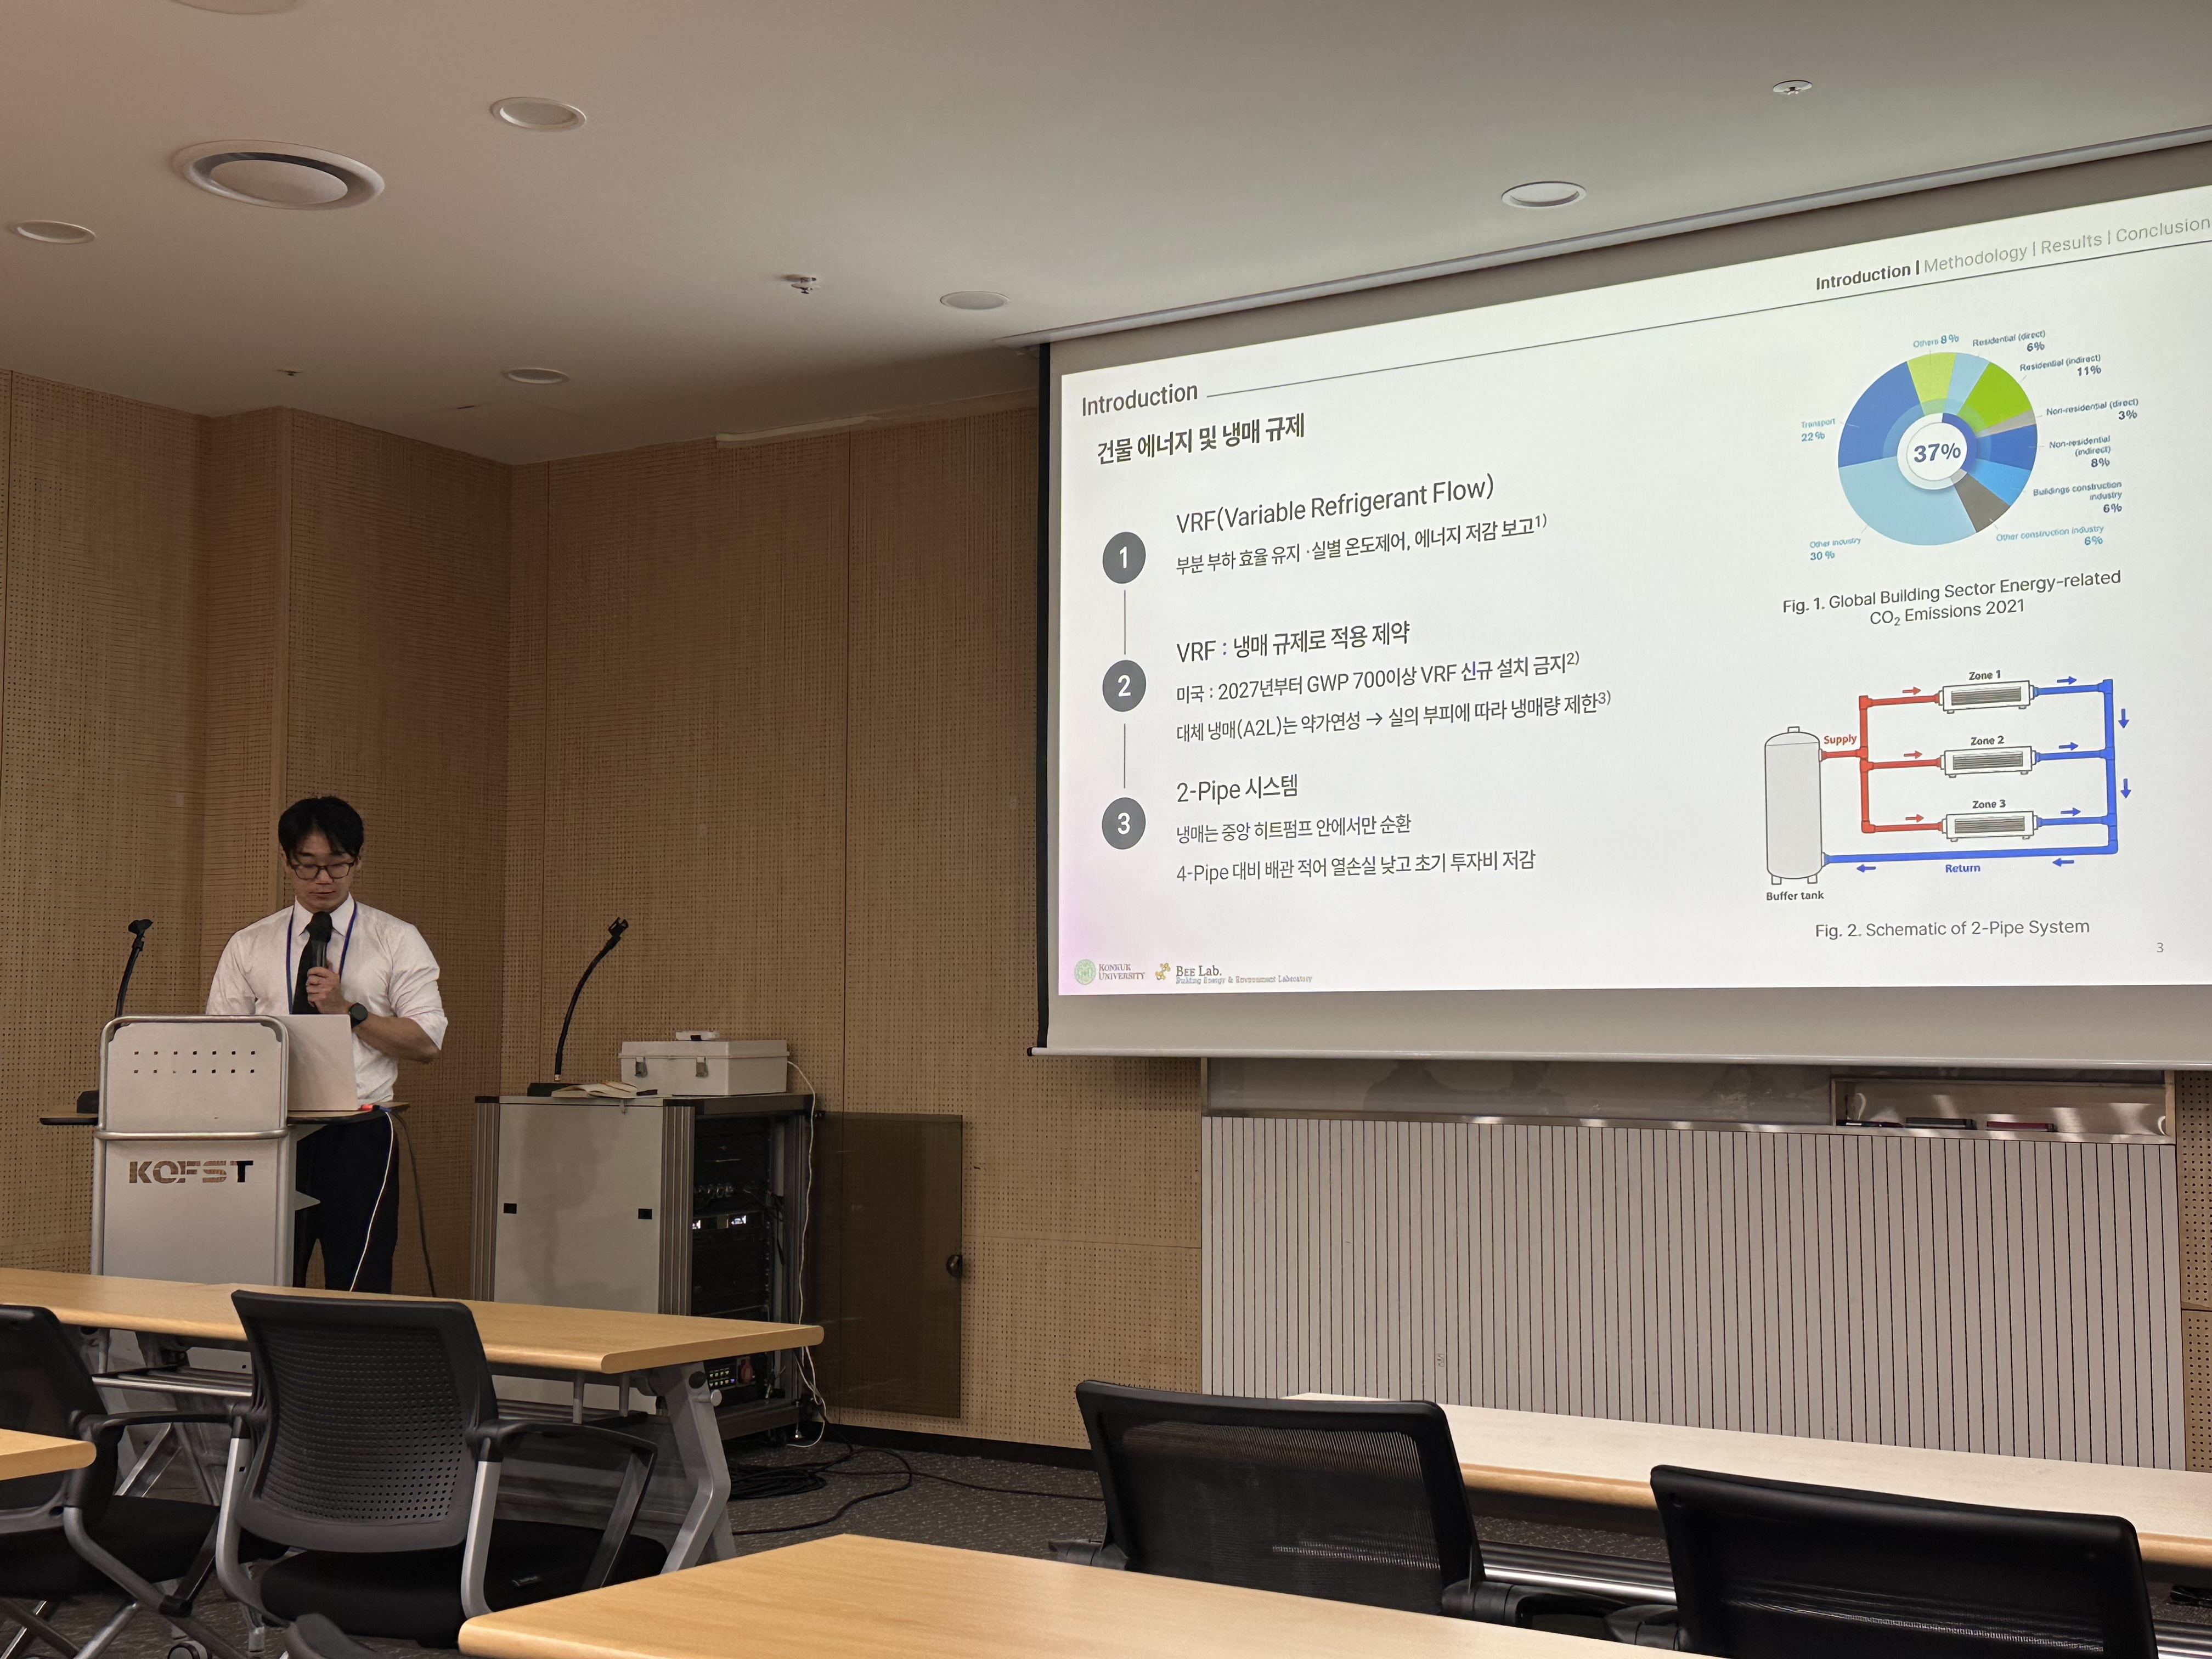 Introduction | Methodology | Results | Conclusion
Introduction
건물 에너지 및 냉매 규제
1
VRF(Variable Refrigerant Flow)
부분 부하 효율 유지 ·실별 온도제어, 에너지 저감 보고1)
2
VRF : 냉매 규제로 적용 제약
미국 : 2027년부터 GWP 700이상 VRF 신규 설치 금지2)
대체 냉매(A2L)는 약가연성 → 실의 부피에 따라 냉매량 제한3)
3
2-Pipe 시스템
냉매는 중앙 히트펌프 안에서만 순환
4-Pipe 대비 배관 적어 열손실 낮고 초기 투자비 저감
Others 8%
Residential (direct)
6%
Residential (indirect)
11%
Non-residential (direct)
3%
Non-residential
(indirect)
8%
Buildings construction
industry
6%
Other construction industry
6%
Other industry
30%
Transport
22%
37%
Fig. 1. Global Building Sector Energy-related
CO₂ Emissions 2021
Zone 1
Zone 2
Zone 3
Supply
Return
Buffer tank
Fig. 2. Schematic of 2-Pipe System
3
KONKUK
UNIVERSITY
BEE Lab.
Building Energy & Environment Laboratory
KOFST